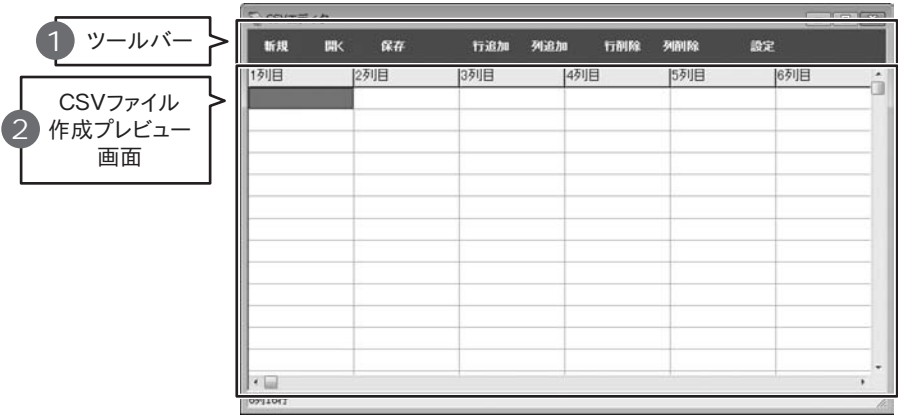 1 ツールバー
新規 開く 保存 行追加 列追加 行削除 列削除 設定
1列目 2列目 3列目 4列目 5列目 6列目
2 CSVファイル
作成プレビュー
画面